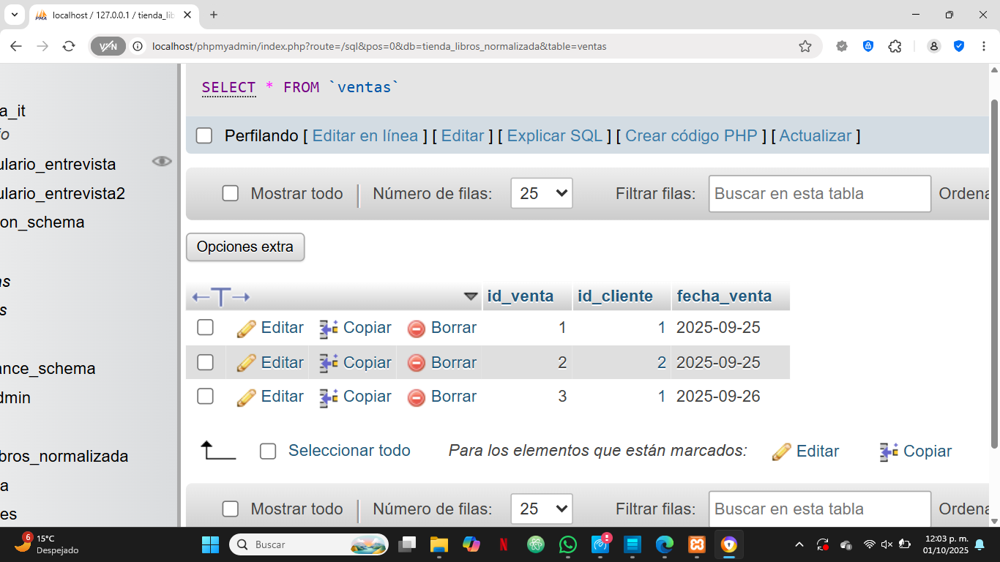 localhost / 127.0.0.1 / tienda_lib
localhost/phpmyadmin/index.php?route=/sql&pos=0&db=tienda_libros_normalizada&table=ventas
SELECT * FROM `ventas`
Perfilando [ Editar en línea ] [ Editar ] [ Explicar SQL ] [ Crear código PHP ] [ Actualizar ]
Mostrar todo Número de filas: 25 Filtrar filas: Buscar en esta tabla Ordena
Opciones extra
id_venta id_cliente fecha_venta
Editar Copiar Borrar 1 1 2025-09-25
Editar Copiar Borrar 2 2 2025-09-25
Editar Copiar Borrar 3 1 2025-09-26
Seleccionar todo Para los elementos que están marcados: Editar Copiar
Mostrar todo Número de filas: 25 Filtrar filas: Buscar en esta tabla Ordena
a_it
io
ulario_entrevista
ulario_entrevista2
on_schema
as
s
ance_schema
dmin
bros_normalizada
a
es
6
15°C
Despejado
Buscar
12:03 p. m.
01/10/2025